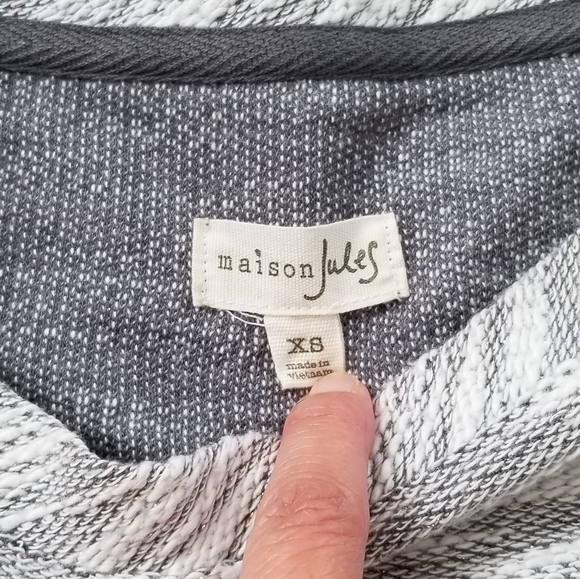 maison Jules
XS
made in
vietnam